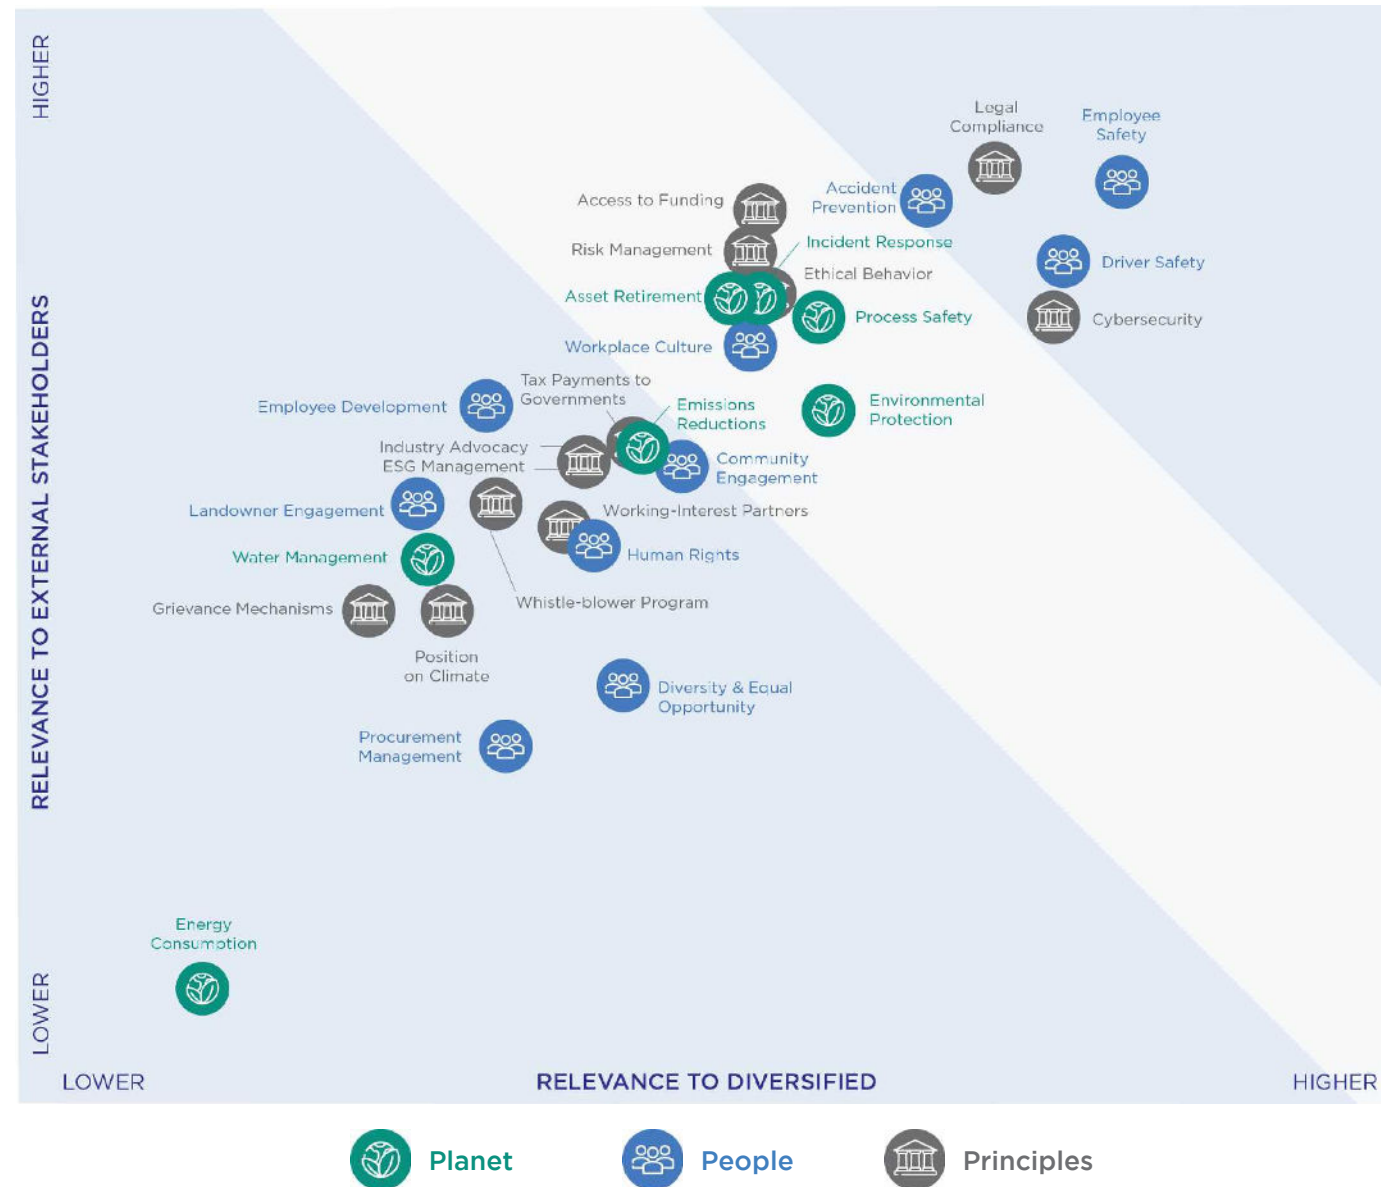 HIGHER
RELEVANCE TO EXTERNAL STAKEHOLDERS
LOWER
Legal
Compliance
Employee
Safety
Accident
Prevention
Access to Funding
Risk Management
Incident Response
Driver Safety
Ethical Behavior
Asset Retirement
Process Safety
Cybersecurity
Workplace Culture
Tax Payments to
Governments
Employee Development
Emissions
Reductions
Environmental
Protection
Industry Advocacy
ESG Management
Community
Engagement
Landowner Engagement
Working-Interest Partners
Water Management
Human Rights
Grievance Mechanisms
Whistle-blower Program
Position
on Climate
Diversity & Equal
Opportunity
Procurement
Management
Energy
Consumption
LOWER
RELEVANCE TO DIVERSIFIED
HIGHER
Planet
People
Principles